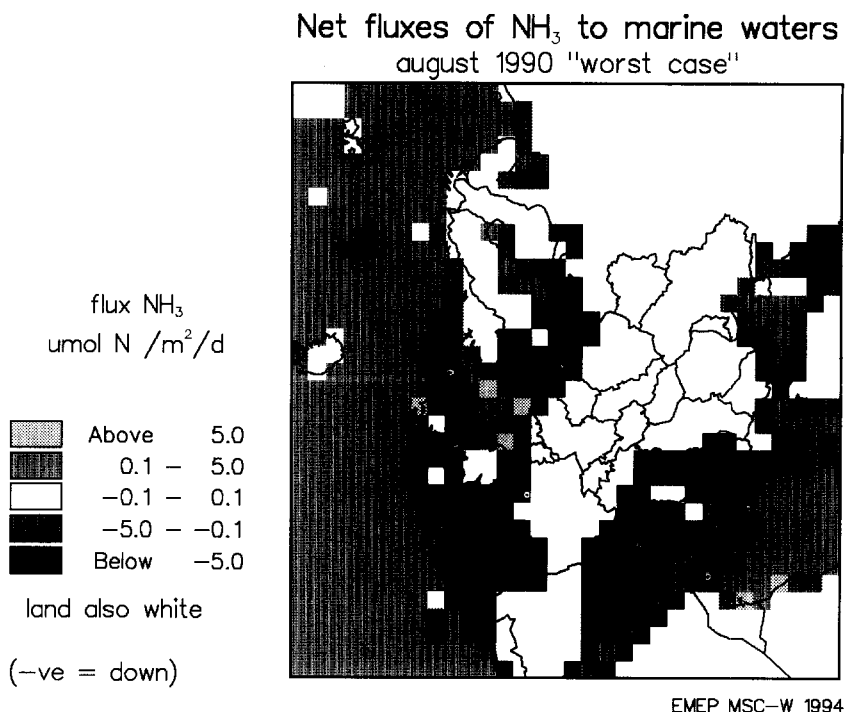 Net fluxes of NH₃ to marine waters
august 1990 "worst case"
flux NH₃
umol N /m²/d
Above 5.0
0.1 – 5.0
−0.1 – 0.1
−5.0 – −0.1
Below −5.0
land also white
(−ve = down)
EMEP MSC−W 1994